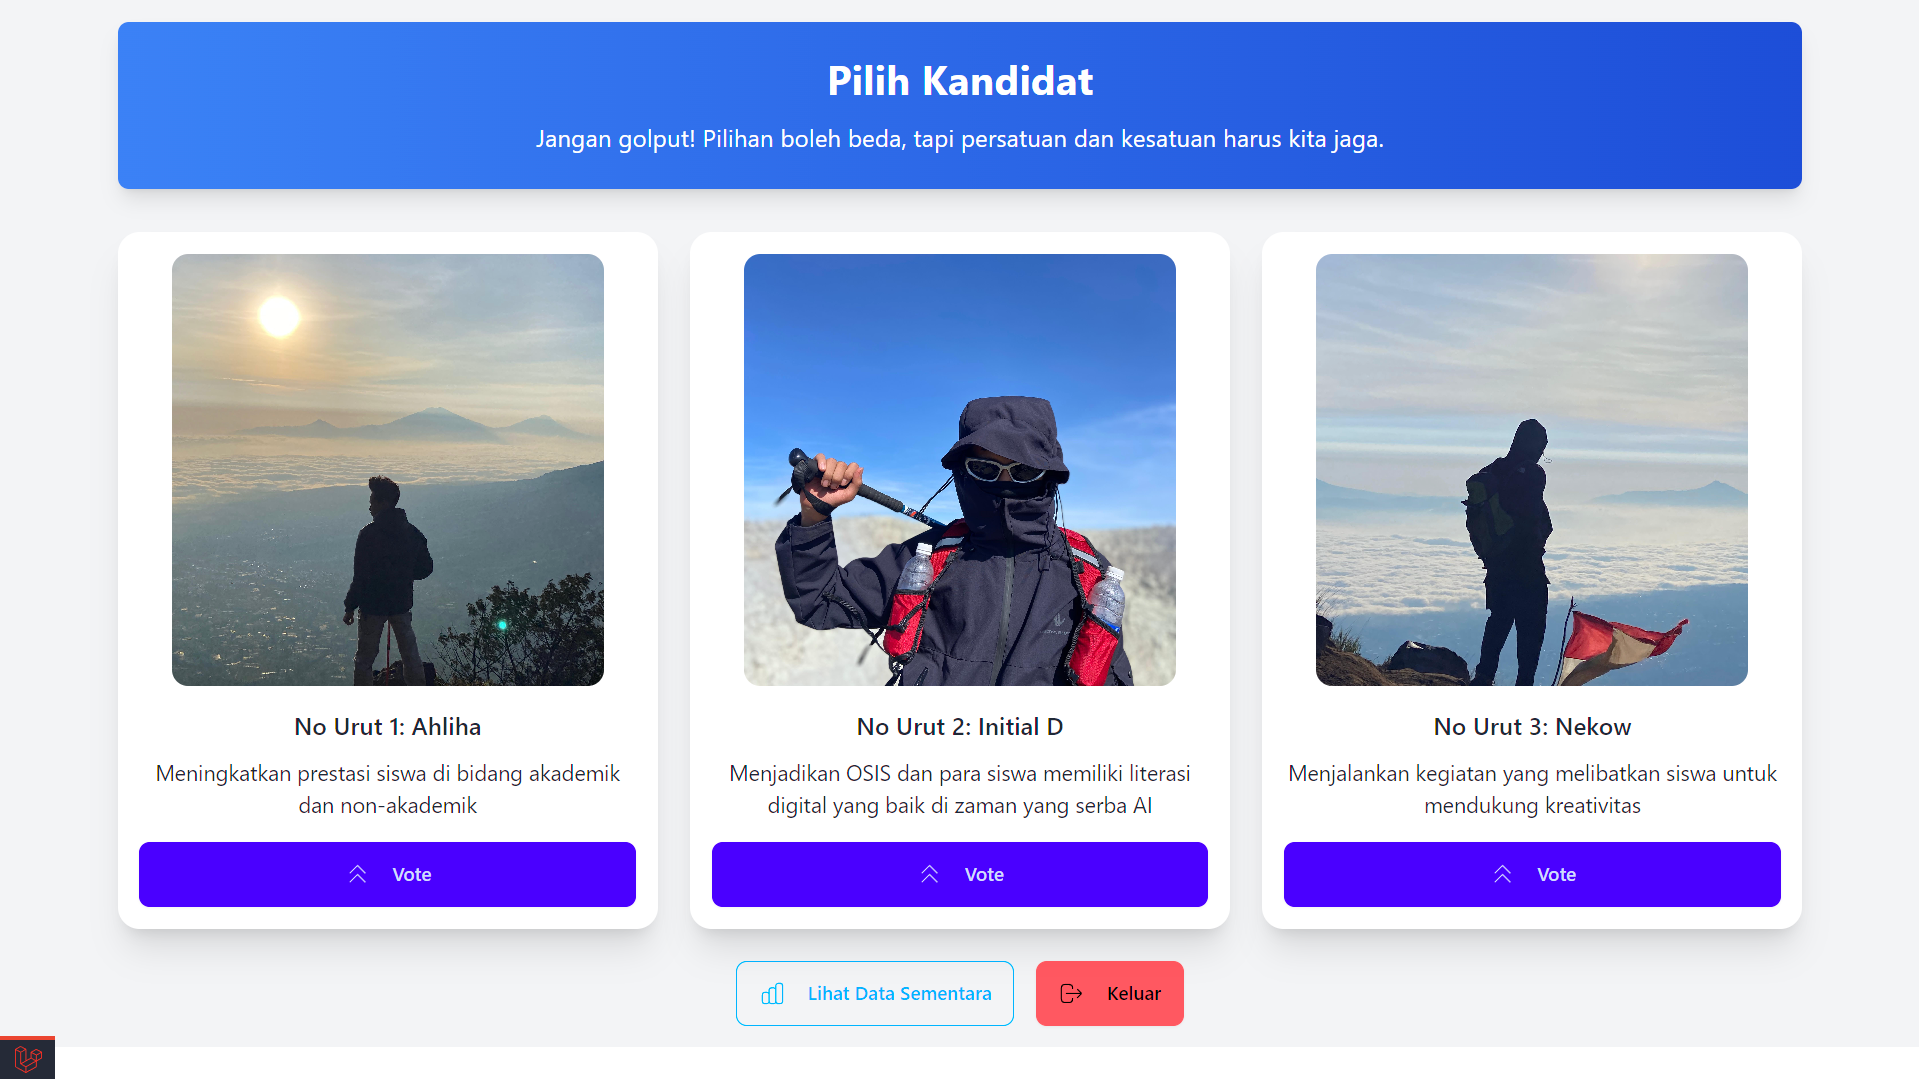 Pilih Kandidat
Jangan golput! Pilihan boleh beda, tapi persatuan dan kesatuan harus kita jaga.
No Urut 1: Ahliha
Meningkatkan prestasi siswa di bidang akademik
dan non-akademik
Vote
No Urut 2: Initial D
Menjadikan OSIS dan para siswa memiliki literasi
digital yang baik di zaman yang serba AI
Vote
No Urut 3: Nekow
Menjalankan kegiatan yang melibatkan siswa untuk
mendukung kreativitas
Vote
Lihat Data Sementara
Keluar